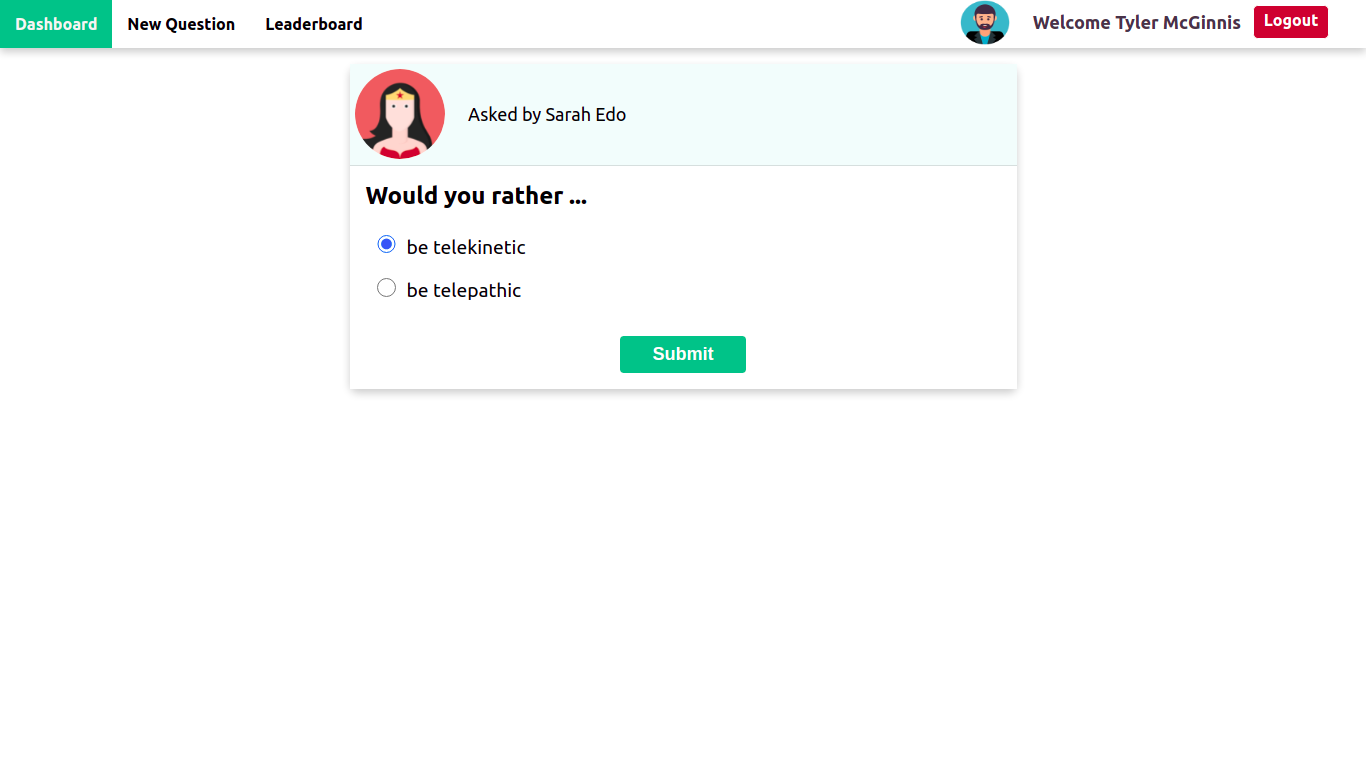 Dashboard New Question Leaderboard Welcome Tyler McGinnis Logout
Asked by Sarah Edo
Would you rather ...
be telekinetic
be telepathic
Submit